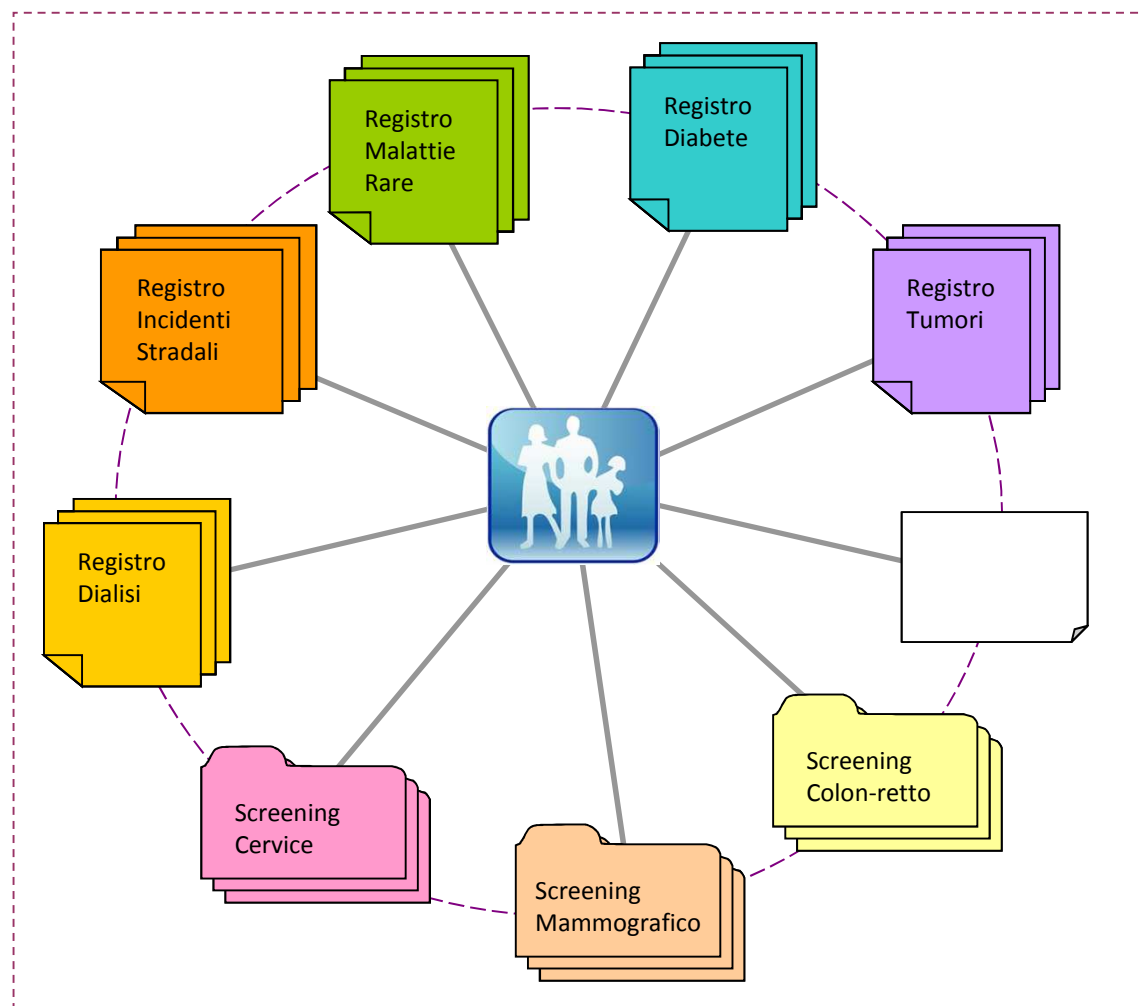 Registro
Malattie
Rare
Registro
Diabete
Registro
Incidenti
Stradali
Registro
Tumori
Registro
Dialisi
Screening
Colon-retto
Screening
Cervice
Screening
Mammografico